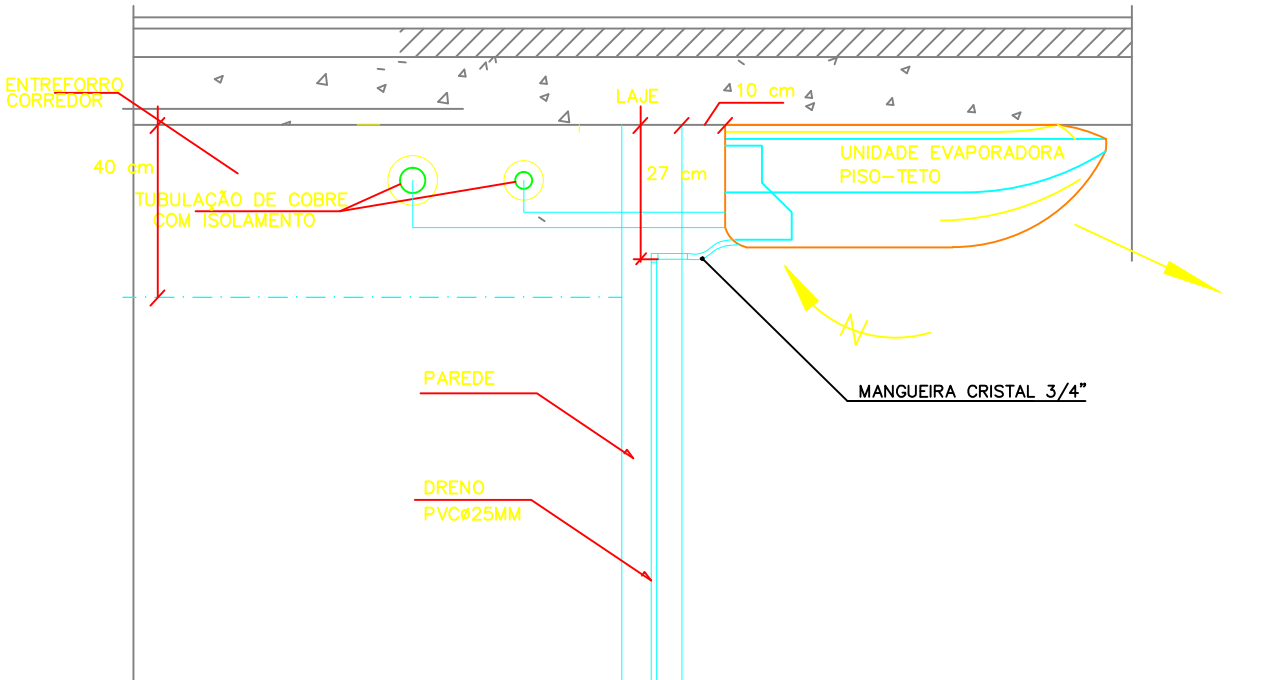 ENTREFORRO
CORREDOR
LAJE
10 cm
40 cm
27 cm
UNIDADE EVAPORADORA
PISO-TETO
TUBULAÇÃO DE COBRE
COM ISOLAMENTO
PAREDE
MANGUEIRA CRISTAL 3/4"
DRENO
PVCø25MM